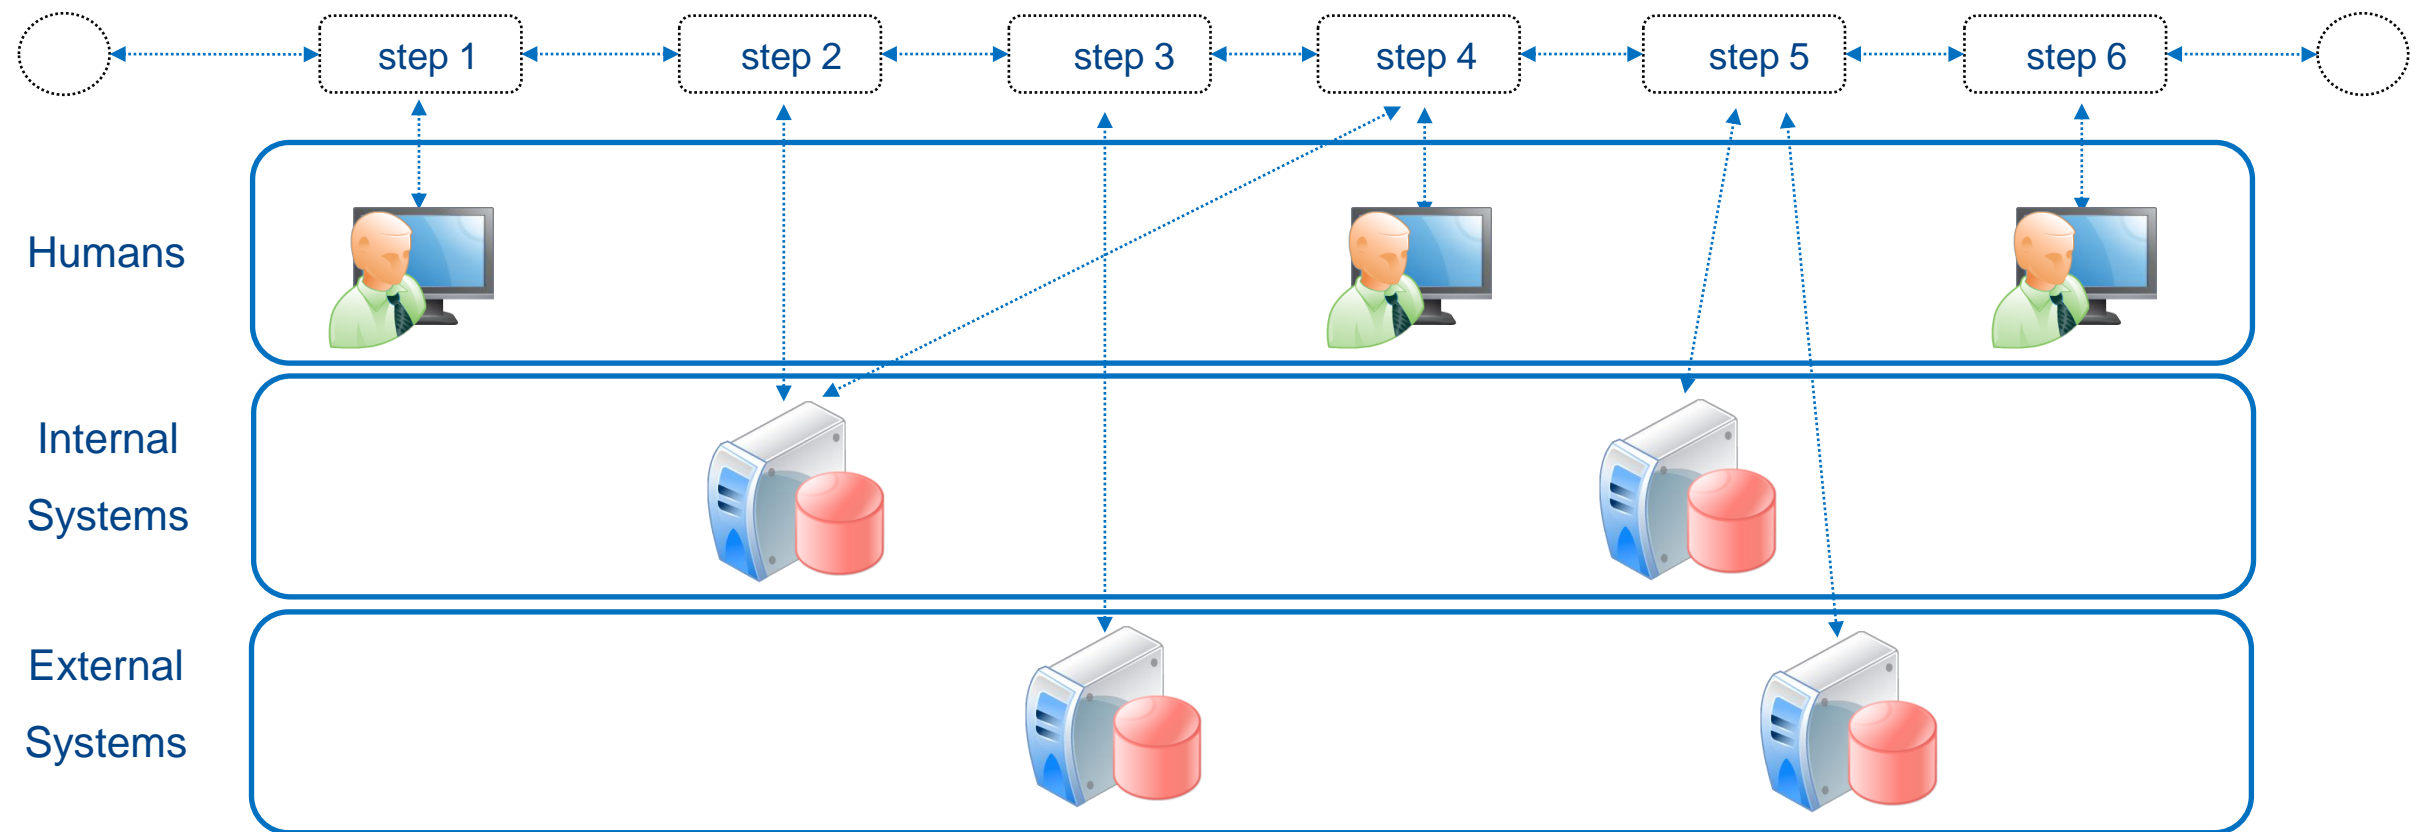 step 1
step 2
step 3
step 4
step 5
step 6
Humans
Internal
Systems
External
Systems